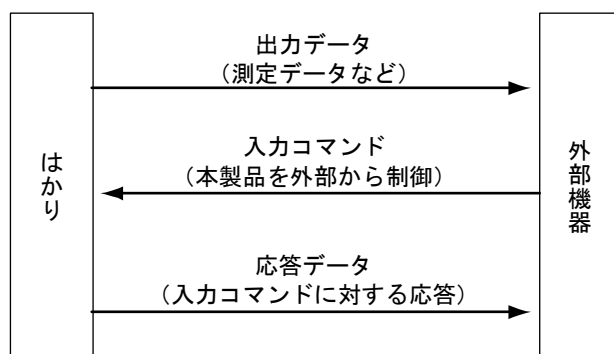 はかり
出力データ
（測定データなど）
入力コマンド
（本製品を外部から制御）
応答データ
（入力コマンドに対する応答）
外部機器